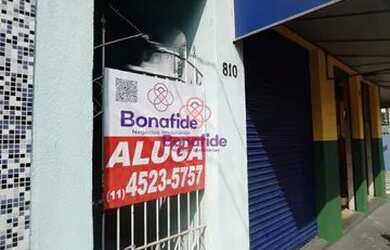 810
Bonafide
Negócios Imobiliários
Bonafide
ALUGA
(11) 4523-5757